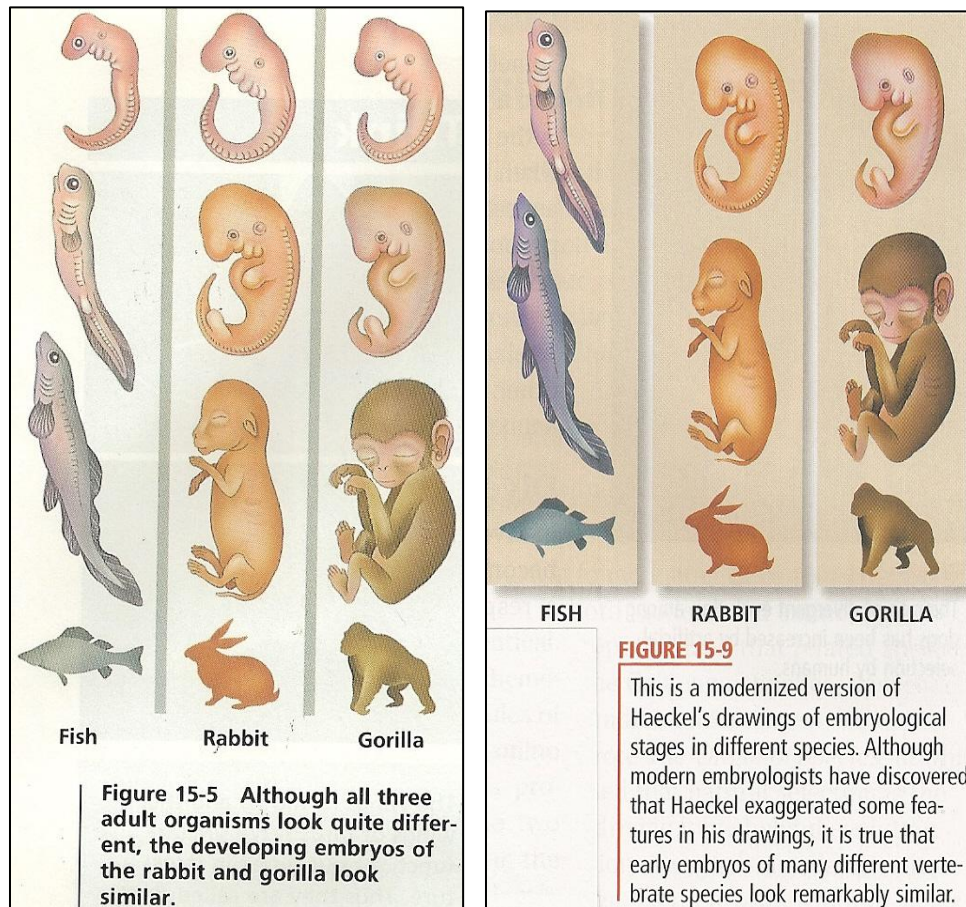 Fish
Rabbit
Gorilla
Figure 15-5 Although all three
adult organisms look quite differ-
ent, the developing embryos of
the rabbit and gorilla look
similar.
FISH
RABBIT
GORILLA
FIGURE 15-9
This is a modernized version of
Haeckel’s drawings of embryological
stages in different species. Although
modern embryologists have discovered
that Haeckel exaggerated some fea-
tures in his drawings, it is true that
early embryos of many different verte-
brate species look remarkably similar.